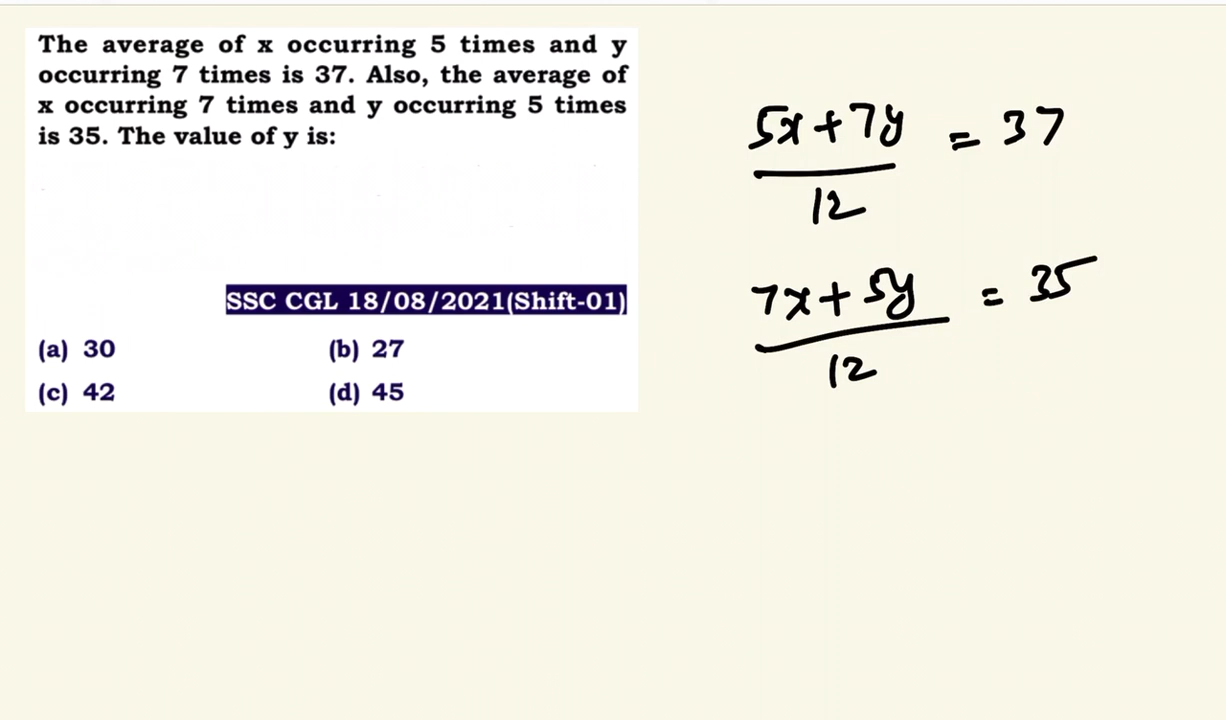 The average of x occurring 5 times and y
occurring 7 times is 37. Also, the average of
x occurring 7 times and y occurring 5 times
is 35. The value of y is:
SSC CGL 18/08/2021(Shift-01)
(a) 30 (b) 27
(c) 42 (d) 45
5x+7y = 37
12
7x+5y = 35
12